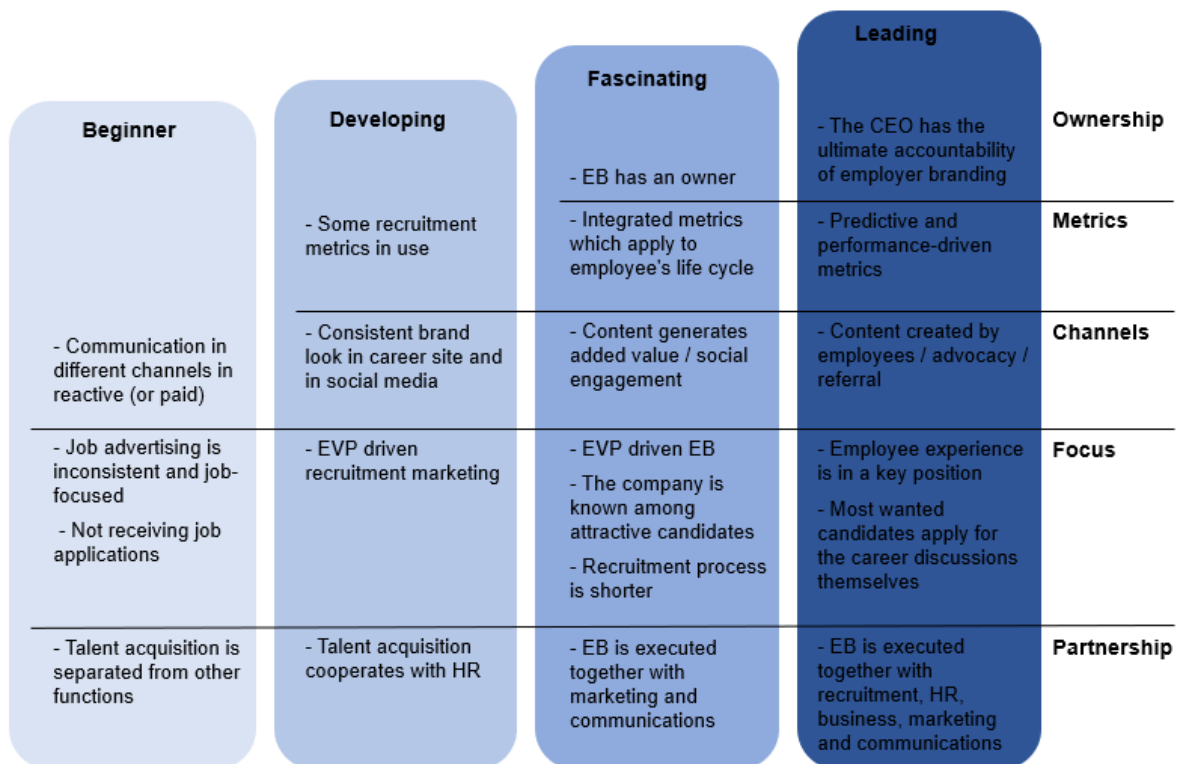 Beginner
- Communication in
different channels in
reactive (or paid)
- Job advertising is
inconsistent and job-
focused
- Not receiving job
applications
- Talent acquisition is
separated from other
functions
Developing
- Some recruitment
metrics in use
- Consistent brand
look in career site and
in social media
- EVP driven
recruitment marketing
- Talent acquisition
cooperates with HR
Fascinating
- EB has an owner
- Integrated metrics
which apply to
employee's life cycle
- Content generates
added value / social
engagement
- EVP driven EB
- The company is
known among
attractive candidates
- Recruitment process
is shorter
- EB is executed
together with
marketing and
communications
Leading
- The CEO has the
ultimate accountability
of employer branding
- Predictive and
performance-driven
metrics
- Content created by
employees / advocacy /
referral
- Employee experience
is in a key position
- Most wanted
candidates apply for
the career discussions
themselves
- EB is executed
together with
recruitment, HR,
business, marketing
and communications
Ownership
Metrics
Channels
Focus
Partnership